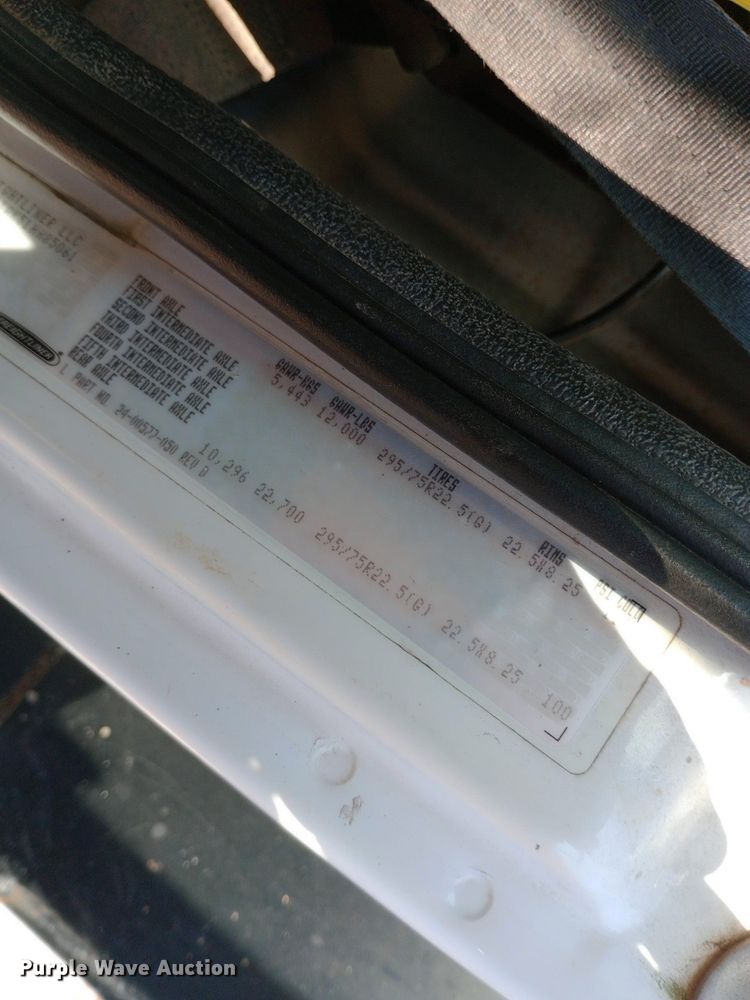 LLC
FRONT AXLE
FIRST INTERMEDIATE AXLE
SECOND INTERMEDIATE AXLE
THIRD INTERMEDIATE AXLE
FOURTH INTERMEDIATE AXLE
FIFTH INTERMEDIATE AXLE
REAR AXLE
L PART NO. 34-00577-050 REV D
GAWR-KGS GAWR-LBS TIRES RIMS PSI COLD
5,443 12,000 295/75R22.5(G) 22.5X8.25
10,296 22,700 295/75R22.5(G) 22.5X8.25 100
Purple Wave Auction